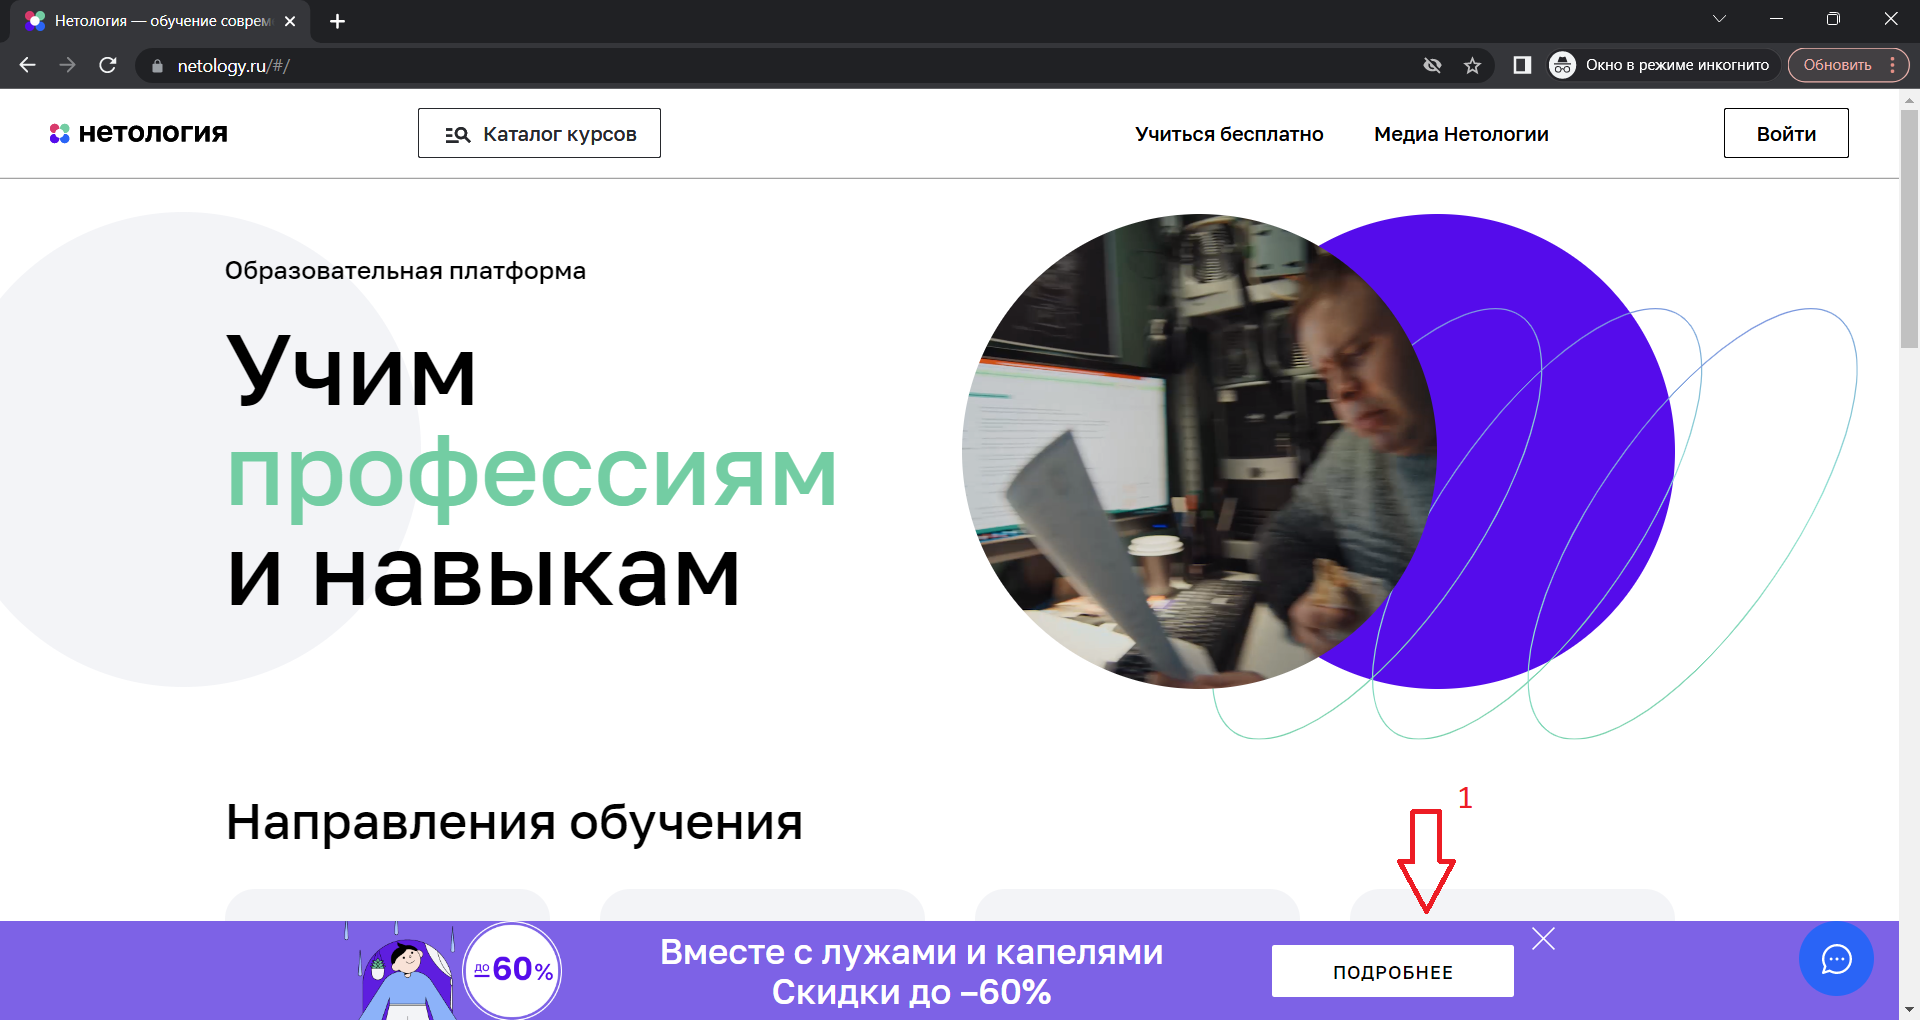 Нетология — обучение соврем
netology.ru/#/
Окно в режиме инкогнито
Обновить
нетология
Каталог курсов
Учиться бесплатно
Медиа Нетологии
Войти
Образовательная платформа
Учим
профессиям
и навыкам
1
Направления обучения
до 60%
Вместе с лужами и капелями
Скидки до –60%
ПОДРОБНЕЕ